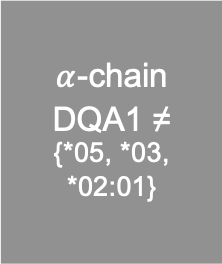 α-chain
DQA1 ≠
{*05, *03,
*02:01}